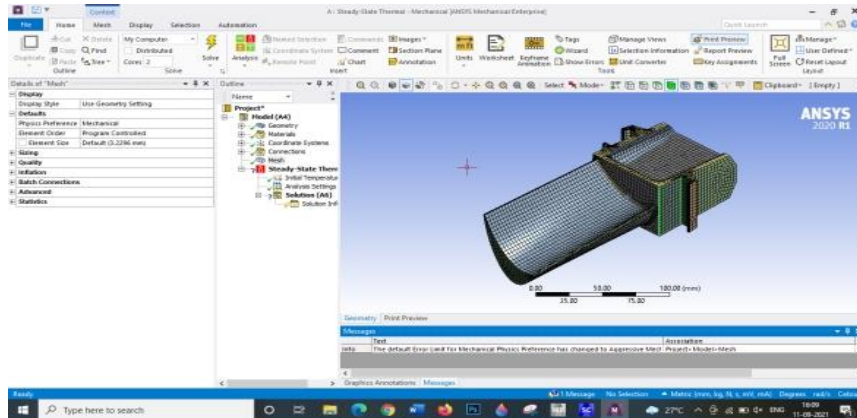 Context
A : Steady-State Thermal - Mechanical [ANSYS Mechanical Enterprise]
File Home Mesh Display Selection Automation
Quick Launch
Duplicate Cut Delete My Computer Solve Analysis Named Selection Commands Images Units Worksheet Keyframe Animation Tags Manage Views Print Preview Full Screen Manage
Copy Find Distributed Coordinate System Comment Section Plane Wizard Selection Information Report Preview User Defined
Paste Tree Cores 2 Remote Point Chart Annotation Show Errors Unit Converter Key Assignments Reset Layout
Outline Solve Insert Tools Layout
Details of "Mesh"
Display
Display Style Use Geometry Setting
Defaults
Physics Preference Mechanical
Element Order Program Controlled
Element Size Default (3.2296 mm)
Sizing
Quality
Inflation
Batch Connections
Advanced
Statistics
Outline
Name
Project*
Model (A4)
Geometry
Materials
Coordinate Systems
Connections
Mesh
Steady-State Ther
Initial Temperatu
Analysis Settings
Solution (A6)
Solution Inf
Select Mode Clipboard [Empty]
ANSYS
2020 R1
0.00 50.00 100.00 (mm)
25.00 75.00
Geometry Print Preview
Messages
Text Association
Info The default Error Limit for Mechanical Physics Preference has changed to Aggressive Mect Project>Model>Mesh
Graphics Annotations Messages
Ready 1 Message No Selection Metric (mm, kg, N, s, mV, mA) Degrees rad/s Celsiu
Type here to search
27°C ENG 16:09
11-09-2021